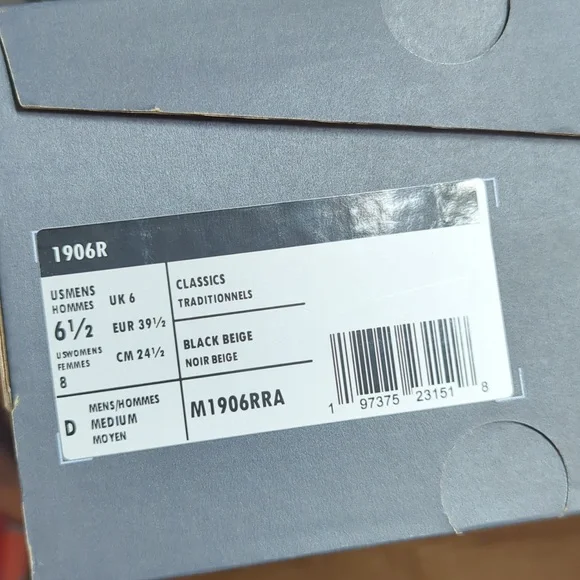 1906R
USMENS
HOMMES
6½
USWOMENS
FEMMES
8
UK 6
EUR 39½
CM 24½
CLASSICS
TRADITIONNELS
BLACK BEIGE
NOIR BEIGE
D
MENS/HOMMES
MEDIUM
MOYEN
M1906RRA
1 97375 23151 8